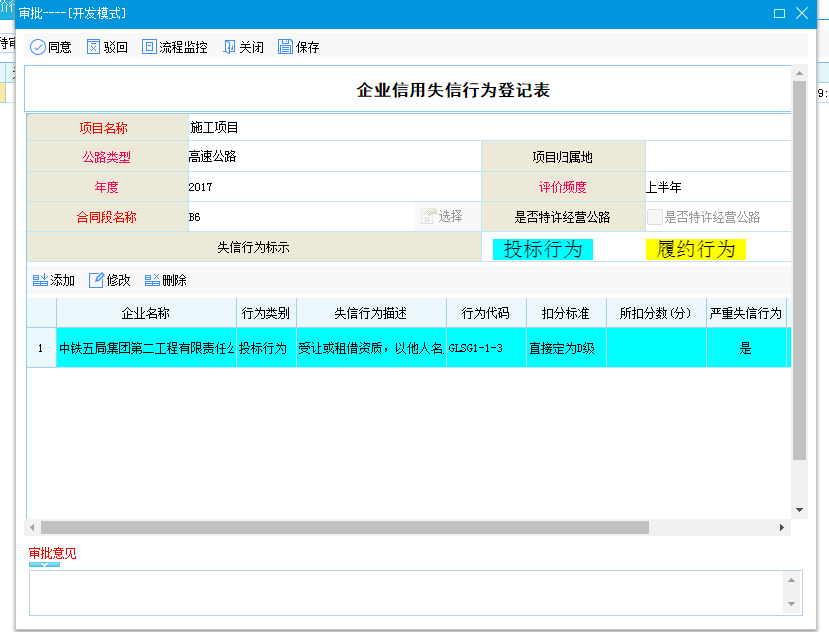 审批----[开发模式]
同意 驳回 流程监控 关闭 保存
企业信用失信行为登记表
项目名称 施工项目
公路类型 高速公路 项目归属地
年度 2017 评价频度 上半年
合同段名称 B6 选择 是否特许经营公路 是否特许经营公路
失信行为标示 投标行为 履约行为
添加 修改 删除
企业名称 行为类别 失信行为描述 行为代码 扣分标准 所扣分数(分) 严重失信行为
1 中铁五局集团第二工程有限责任公 投标行为 受让或租借资质，以他人名 GLSG1-1-3 直接定为D级 是
审批意见